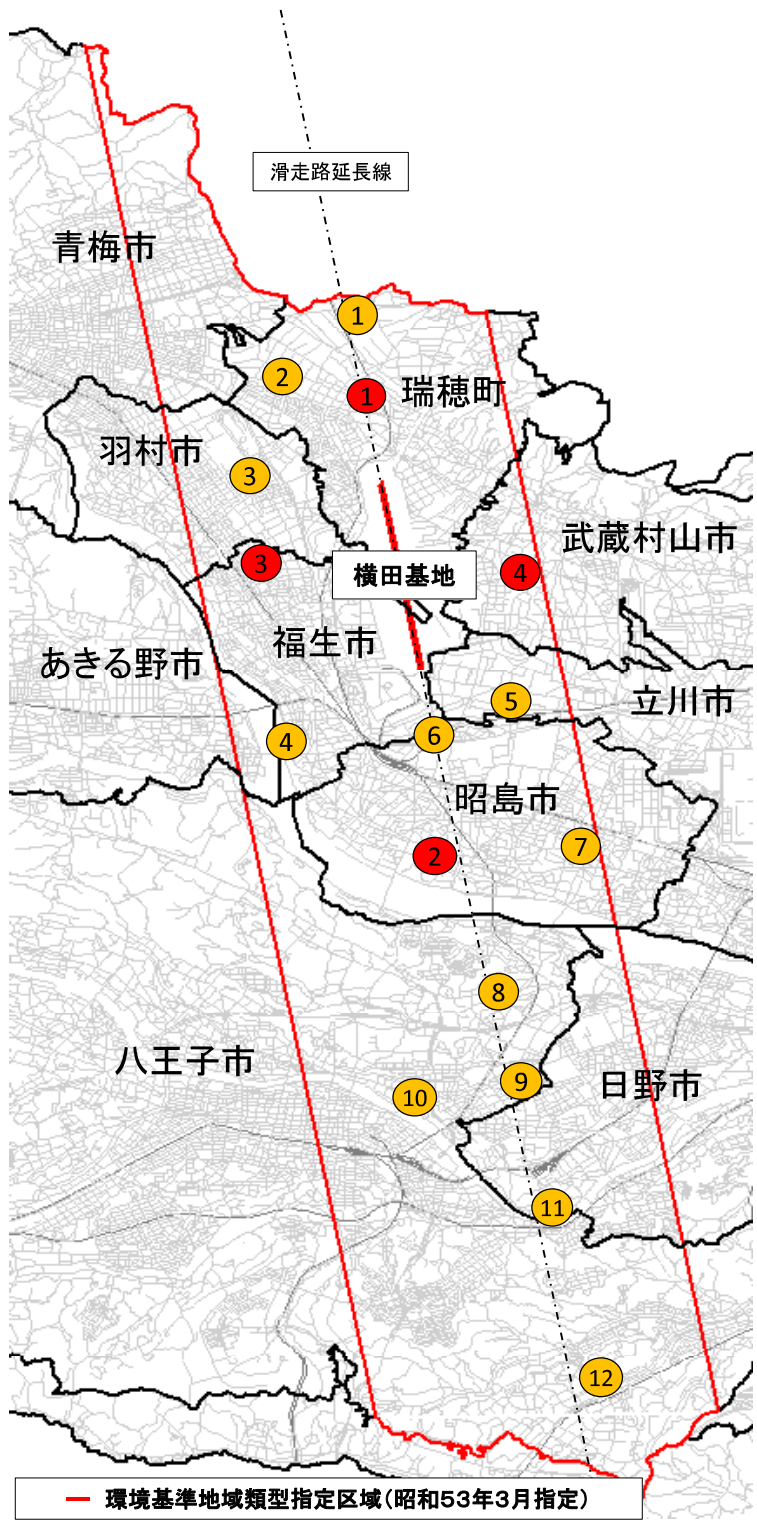 滑走路延長線
青梅市
1
2
1
瑞穂町
羽村市
3
武蔵村山市
3
横田基地
4
福生市
あきる野市
5
立川市
4
6
昭島市
7
2
8
八王子市
9
日野市
10
11
12
環境基準地域類型指定区域(昭和53年3月指定)